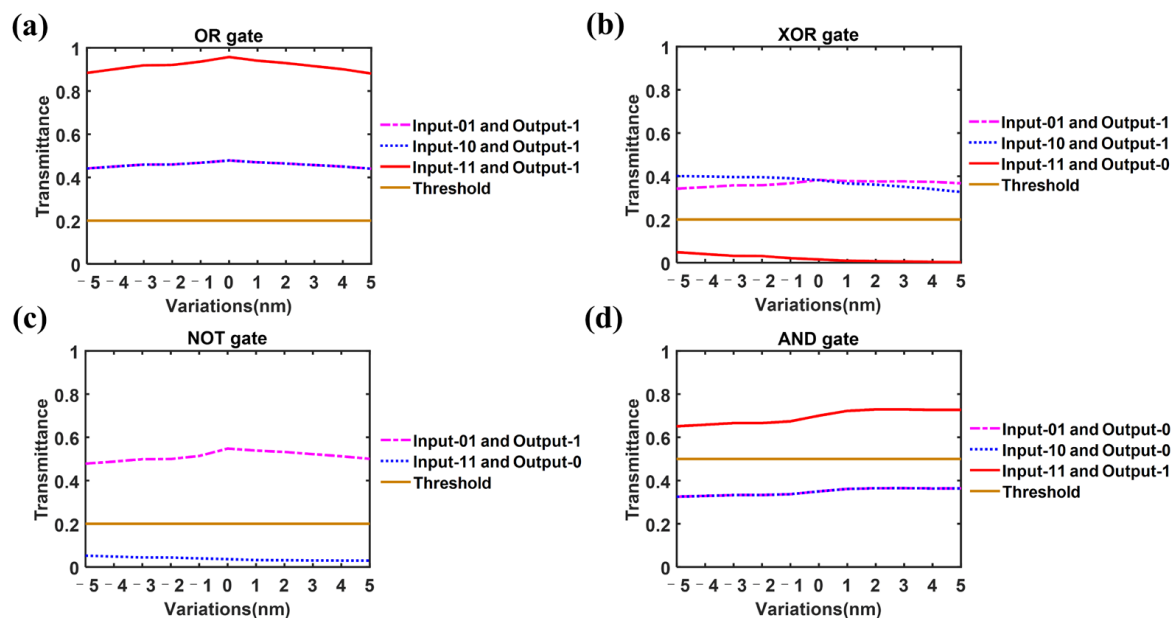 (a)
OR gate
Transmittance
1
0.8
0.6
0.4
0.2
0
−5 −4 −3 −2 −1 0 1 2 3 4 5
Variations(nm)
Input-01 and Output-1
Input-10 and Output-1
Input-11 and Output-1
Threshold
(b)
XOR gate
Transmittance
1
0.8
0.6
0.4
0.2
0
−5 −4 −3 −2 −1 0 1 2 3 4 5
Variations(nm)
Input-01 and Output-1
Input-10 and Output-1
Input-11 and Output-0
Threshold
(c)
NOT gate
Transmittance
1
0.8
0.6
0.4
0.2
0
−5 −4 −3 −2 −1 0 1 2 3 4 5
Variations(nm)
Input-01 and Output-1
Input-11 and Output-0
Threshold
(d)
AND gate
Transmittance
1
0.8
0.6
0.4
0.2
0
−5 −4 −3 −2 −1 0 1 2 3 4 5
Variations(nm)
Input-01 and Output-0
Input-10 and Output-0
Input-11 and Output-1
Threshold